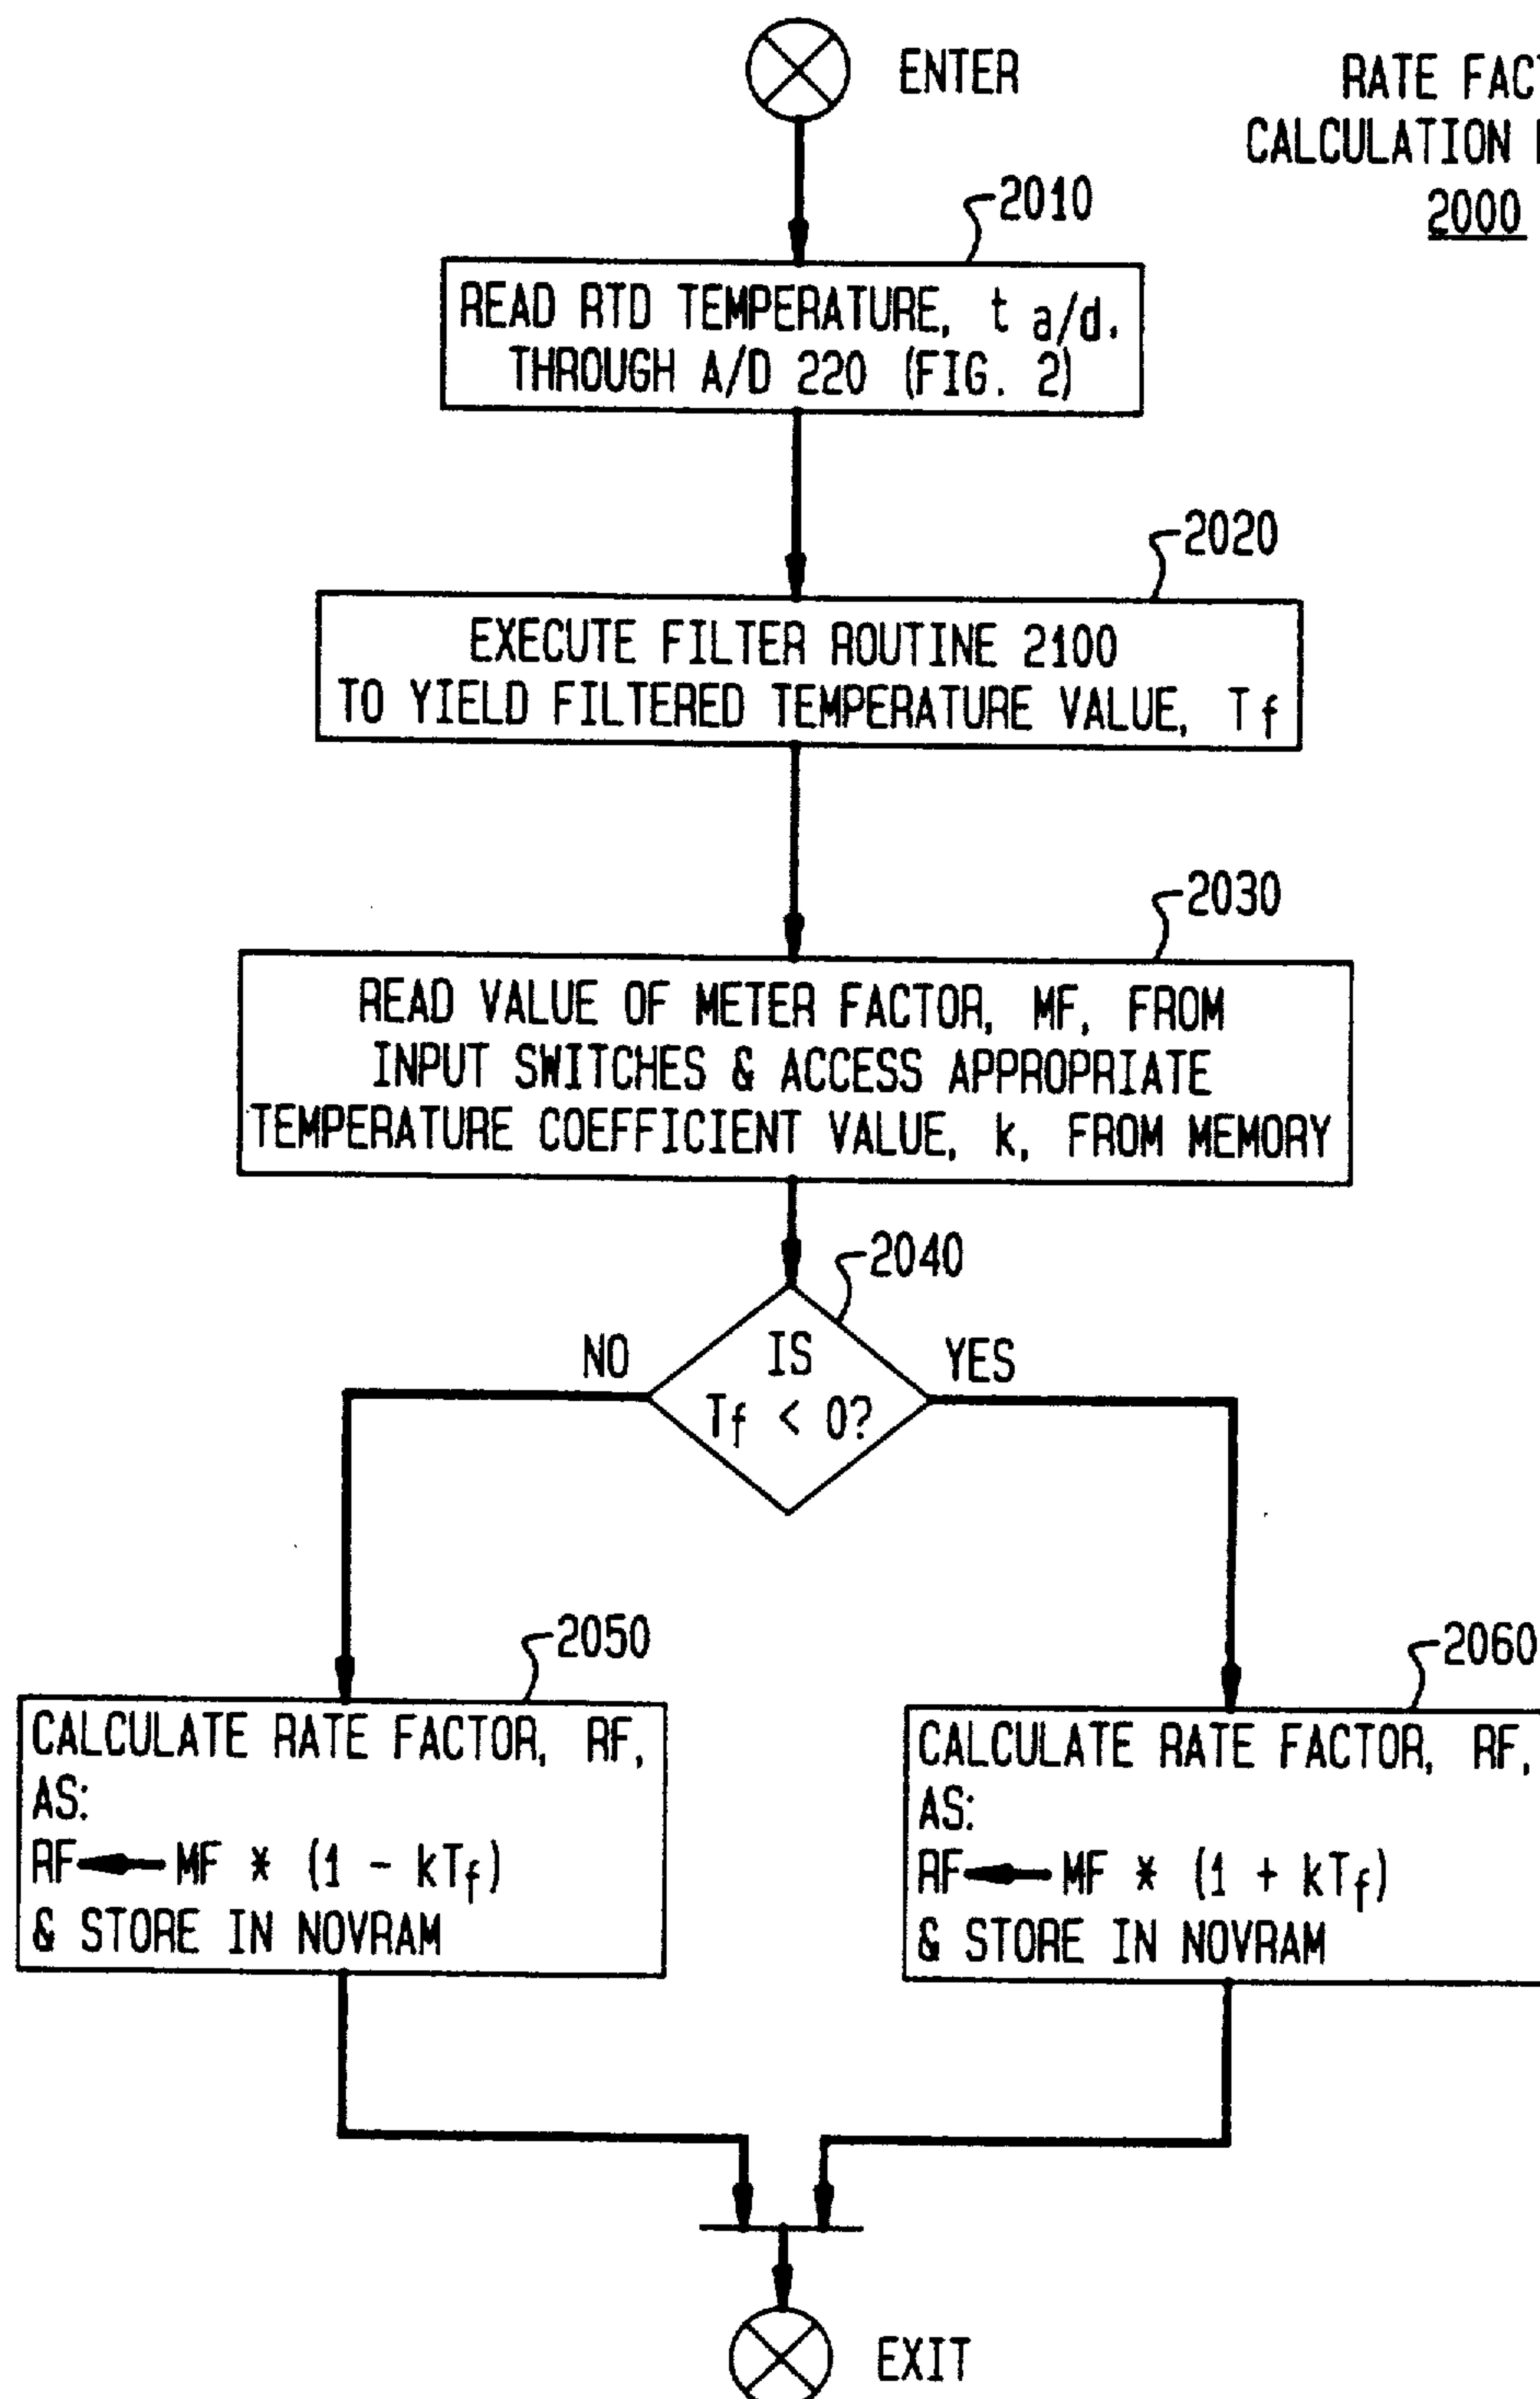 ENTER
RATE
CALCULATION
2000
2010
READ RTD TEMPERATURE, t a/d,
THROUGH A/D 220 (FIG. 2)
2020
EXECUTE FILTER ROUTINE 2100
TO YIELD FILTERED TEMPERATURE VALUE, Tf
2030
READ VALUE OF METER FACTOR, MF, FROM
INPUT SWITCHES & ACCESS APPROPRIATE
TEMPERATURE COEFFICIENT VALUE, k, FROM MEMORY
2040
NO
IS
Tf < 0?
YES
2050
CALCULATE RATE FACTOR, RF,
AS:
RF ← MF * (1 - kTf)
& STORE IN NOVRAM
2060
CALCULATE RATE FACTOR, RF,
AS:
RF ← MF * (1 + kTf)
& STORE IN NOVRAM
EXIT